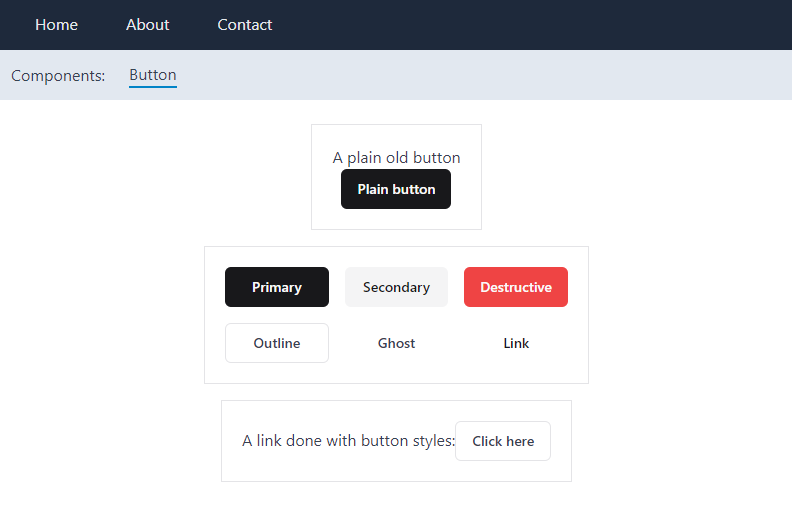 Home About Contact
Components: Button
A plain old button
Plain button
Primary Secondary Destructive
Outline Ghost Link
A link done with button styles: Click here